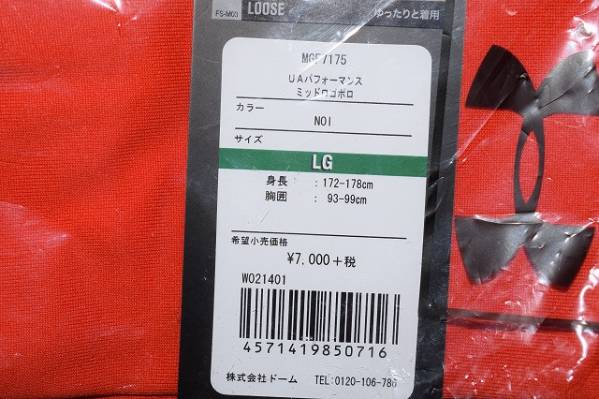 FS-M03 LOOSE ゆったりと着用
MGF7175
UAパフォーマンス
ミッドロゴポロ
カラー
NOI
サイズ
LG
身長 : 172-178cm
胸囲 : 93-99cm
希望小売価格
¥7,000+税
W021401
4571419850716
株式会社ドーム TEL:0120-106-786